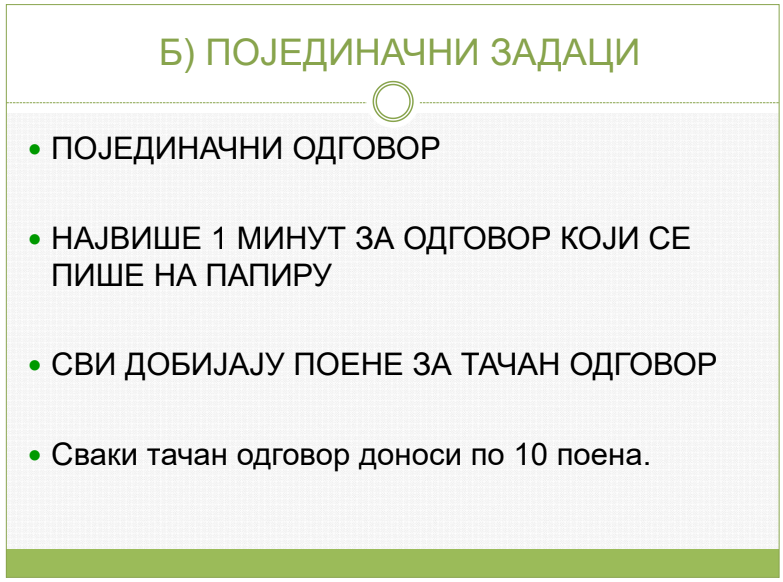 Б) ПОЈЕДИНАЧНИ ЗАДАЦИ
• ПОЈЕДИНАЧНИ ОДГОВОР
• НАЈВИШЕ 1 МИНУТ ЗА ОДГОВОР КОЈИ СЕ
ПИШЕ НА ПАПИРУ
• СВИ ДОБИЈАЈУ ПОЕНЕ ЗА ТАЧАН ОДГОВОР
• Сваки тачан одговор доноси по 10 поена.